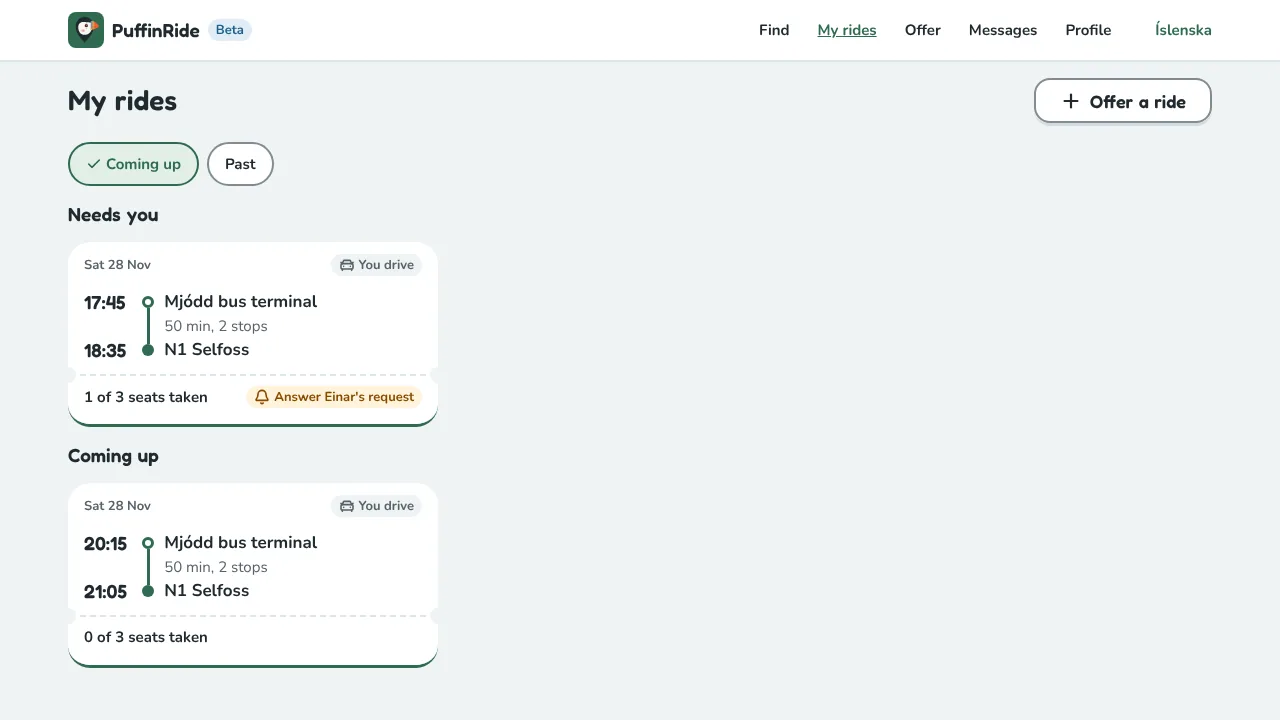 PuffinRide Beta Find My rides Offer Messages Profile Íslenska
My rides
Offer a ride
Coming up Past
Needs you
Sat 28 Nov You drive
17:45 Mjódd bus terminal
50 min, 2 stops
18:35 N1 Selfoss
1 of 3 seats taken Answer Einar's request
Coming up
Sat 28 Nov You drive
20:15 Mjódd bus terminal
50 min, 2 stops
21:05 N1 Selfoss
0 of 3 seats taken